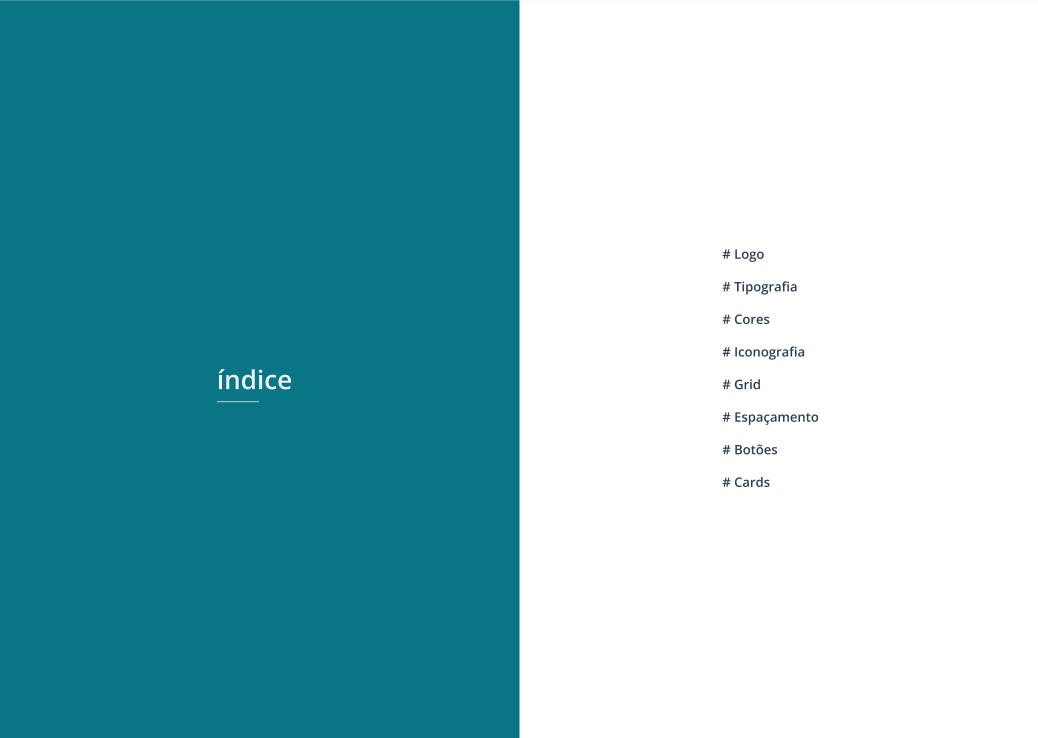 índice
# Logo
# Tipografia
# Cores
# Iconografia
# Grid
# Espaçamento
# Botões
# Cards